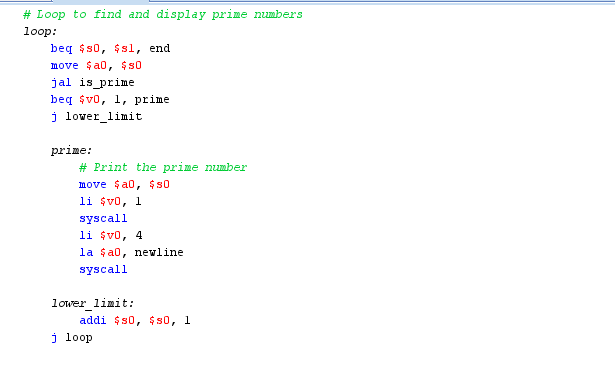 # Loop to find and display prime numbers
loop:
beq $s0, $s1, end
move $a0, $s0
jal is_prime
beq $v0, 1, prime
j lower_limit
prime:
# Print the prime number
move $a0, $s0
li $v0, 1
syscall
li $v0, 4
la $a0, newline
syscall
lower_limit:
addi $s0, $s0, 1
j loop